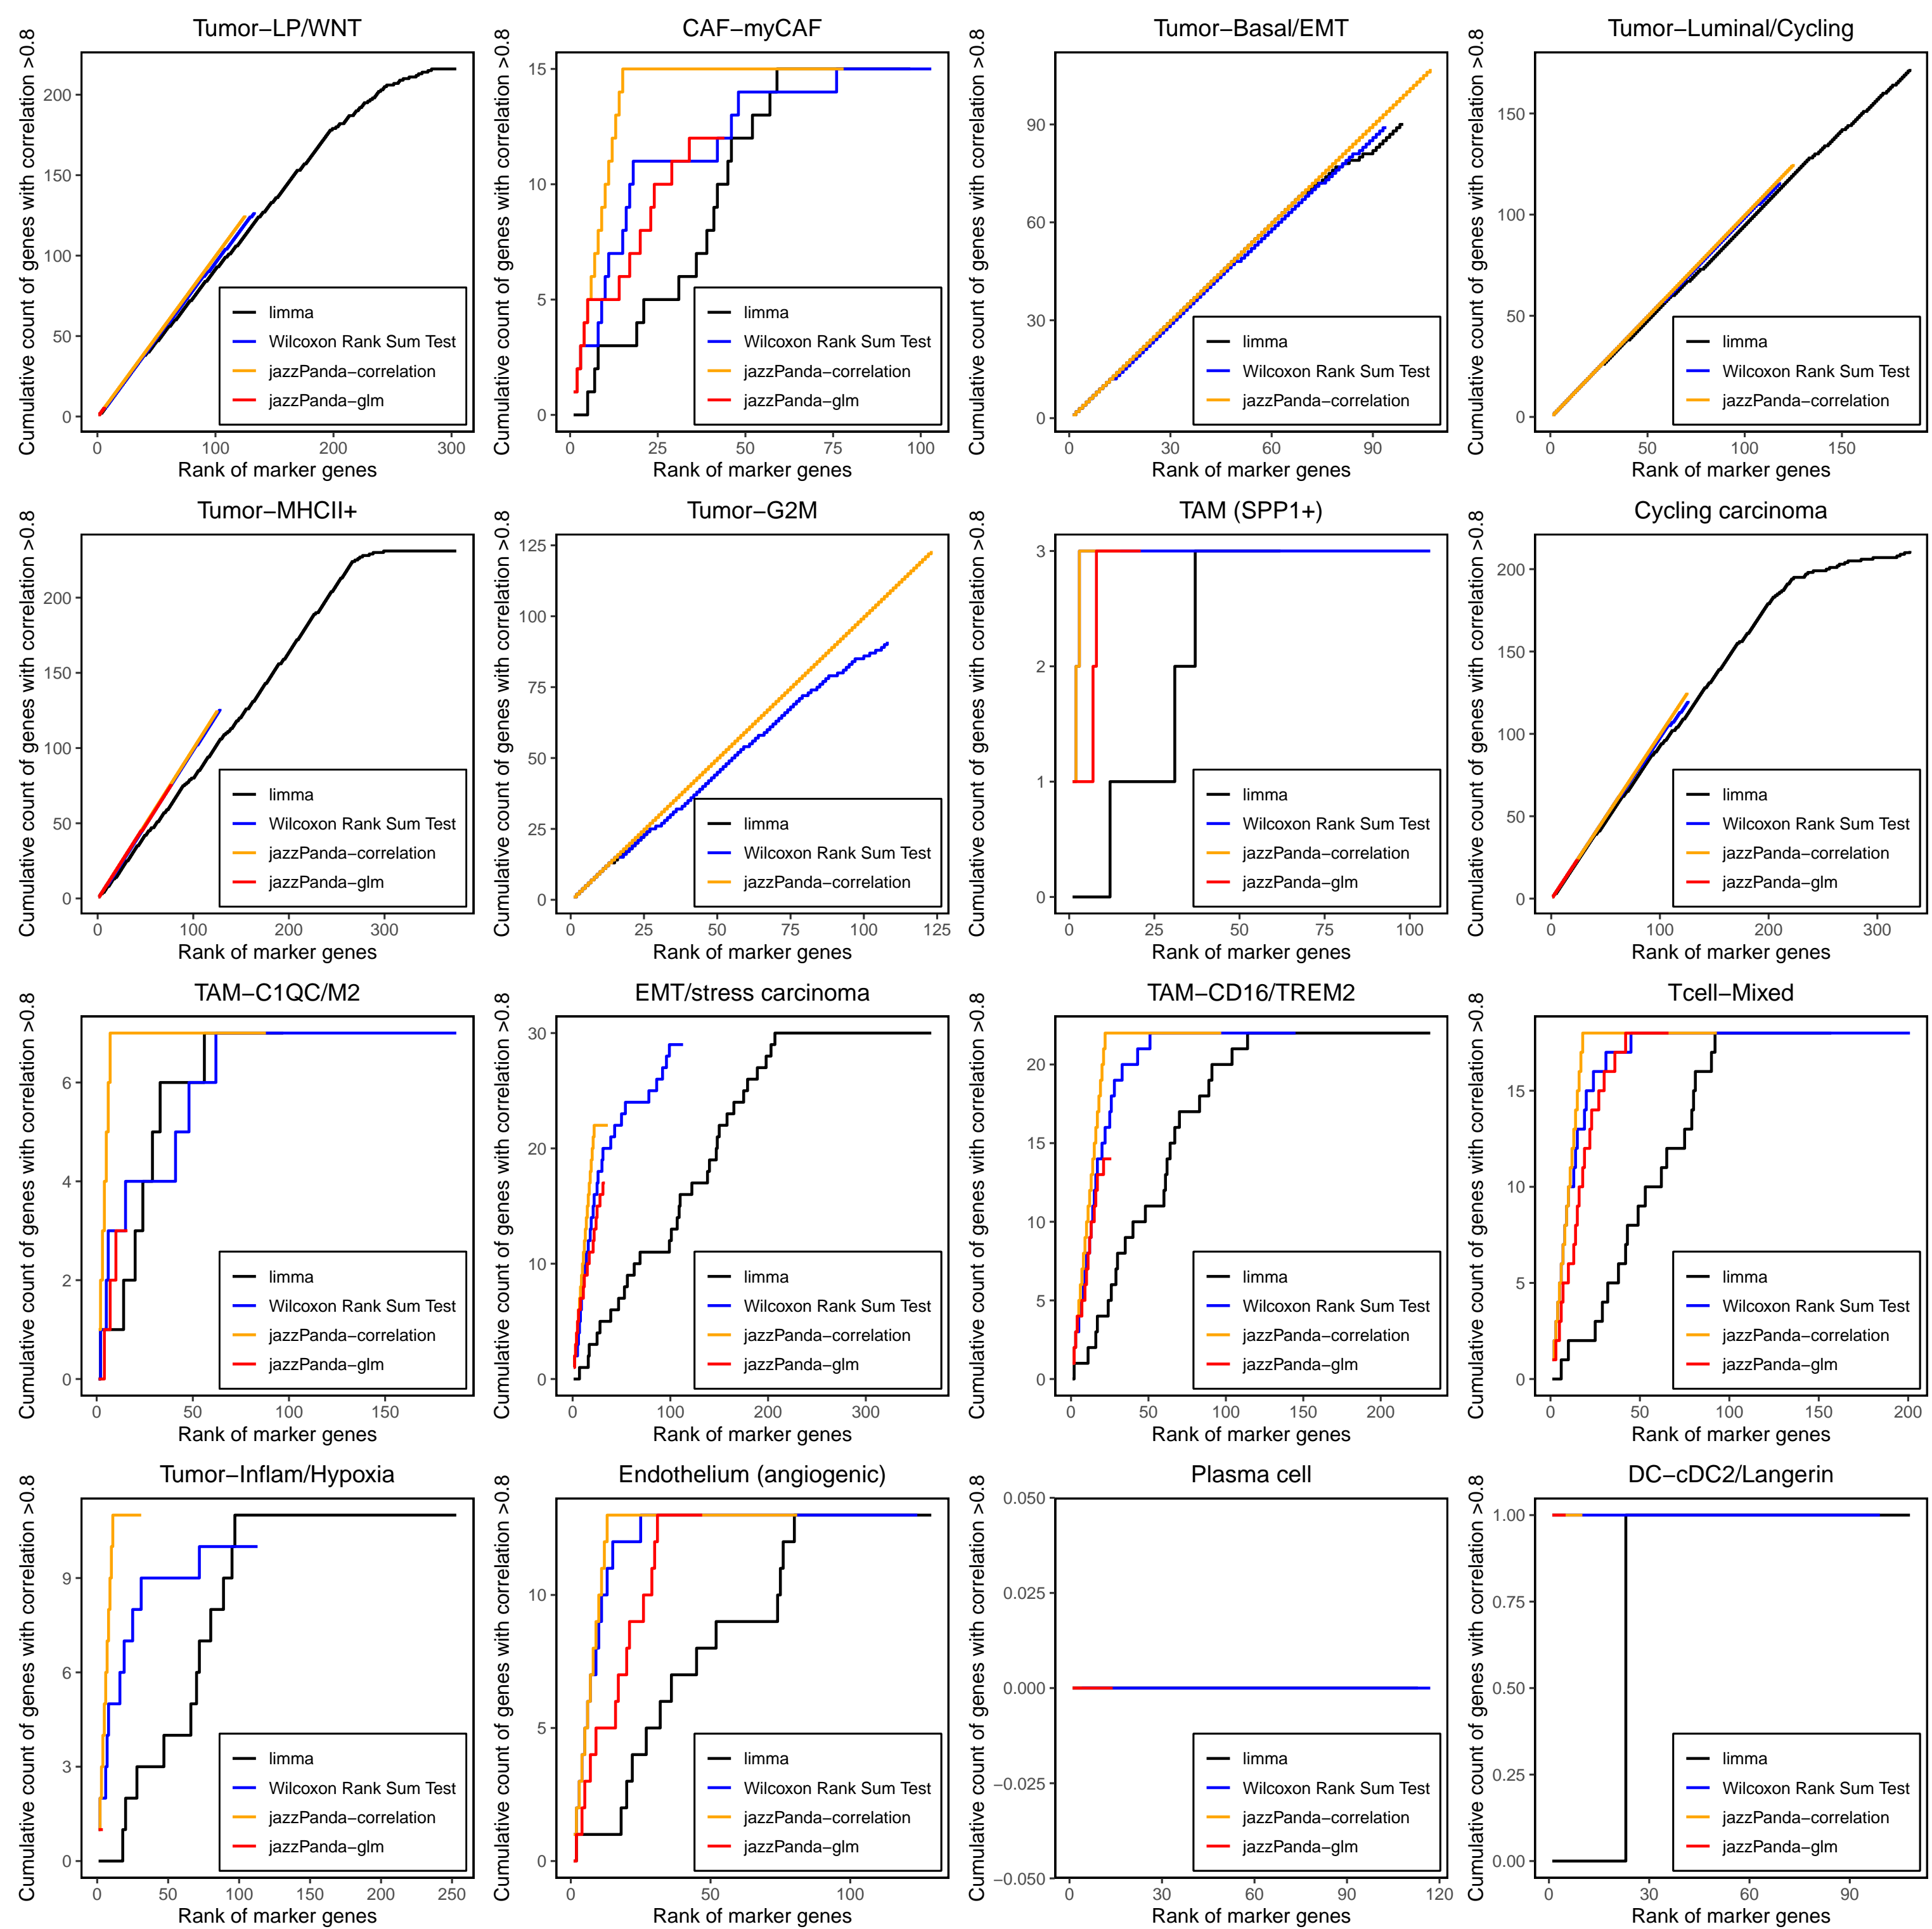 Tumor−LP/WNT
Cumulative count of genes with correlation >0.8
200
150
100
50
0
limma
Wilcoxon Rank Sum Test
jazzPanda−correlation
jazzPanda−glm
0 100 200 300
Rank of marker genes
CAF−myCAF
Cumulative count of genes with correlation >0.8
15
10
5
0
limma
Wilcoxon Rank Sum Test
jazzPanda−correlation
jazzPanda−glm
0 25 50 75 100
Rank of marker genes
Tumor−Basal/EMT
Cumulative count of genes with correlation >0.8
90
60
30
0
limma
Wilcoxon Rank Sum Test
jazzPanda−correlation
0 30 60 90
Rank of marker genes
Tumor−Luminal/Cycling
Cumulative count of genes with correlation >0.8
150
100
50
0
limma
Wilcoxon Rank Sum Test
jazzPanda−correlation
0 50 100 150
Rank of marker genes
Tumor−MHCII+
Cumulative count of genes with correlation >0.8
200
150
100
50
0
limma
Wilcoxon Rank Sum Test
jazzPanda−correlation
jazzPanda−glm
0 100 200 300
Rank of marker genes
Tumor−G2M
Cumulative count of genes with correlation >0.8
125
100
75
50
25
0
limma
Wilcoxon Rank Sum Test
jazzPanda−correlation
0 25 50 75 100 125
Rank of marker genes
TAM (SPP1+)
Cumulative count of genes with correlation >0.8
3
2
1
0
limma
Wilcoxon Rank Sum Test
jazzPanda−correlation
jazzPanda−glm
0 25 50 75 100
Rank of marker genes
Cycling carcinoma
Cumulative count of genes with correlation >0.8
200
150
100
50
0
limma
Wilcoxon Rank Sum Test
jazzPanda−correlation
jazzPanda−glm
0 100 200 300
Rank of marker genes
TAM−C1QC/M2
Cumulative count of genes with correlation >0.8
6
4
2
0
limma
Wilcoxon Rank Sum Test
jazzPanda−correlation
jazzPanda−glm
0 50 100 150
Rank of marker genes
EMT/stress carcinoma
Cumulative count of genes with correlation >0.8
30
20
10
0
limma
Wilcoxon Rank Sum Test
jazzPanda−correlation
jazzPanda−glm
0 100 200 300
Rank of marker genes
TAM−CD16/TREM2
Cumulative count of genes with correlation >0.8
20
15
10
5
0
limma
Wilcoxon Rank Sum Test
jazzPanda−correlation
jazzPanda−glm
0 50 100 150 200
Rank of marker genes
Tcell−Mixed
Cumulative count of genes with correlation >0.8
15
10
5
0
limma
Wilcoxon Rank Sum Test
jazzPanda−correlation
jazzPanda−glm
0 50 100 150 200
Rank of marker genes
Tumor−Inflam/Hypoxia
Cumulative count of genes with correlation >0.8
9
6
3
0
limma
Wilcoxon Rank Sum Test
jazzPanda−correlation
jazzPanda−glm
0 50 100 150 200 250
Rank of marker genes
Endothelium (angiogenic)
Cumulative count of genes with correlation >0.8
10
5
0
limma
Wilcoxon Rank Sum Test
jazzPanda−correlation
jazzPanda−glm
0 50 100
Rank of marker genes
Plasma cell
Cumulative count of genes with correlation >0.8
0.050
0.025
0.000
−0.025
−0.050
limma
Wilcoxon Rank Sum Test
jazzPanda−correlation
jazzPanda−glm
0 30 60 90 120
Rank of marker genes
DC−cDC2/Langerin
Cumulative count of genes with correlation >0.8
1.00
0.75
0.50
0.25
0.00
limma
Wilcoxon Rank Sum Test
jazzPanda−correlation
jazzPanda−glm
0 30 60 90
Rank of marker genes